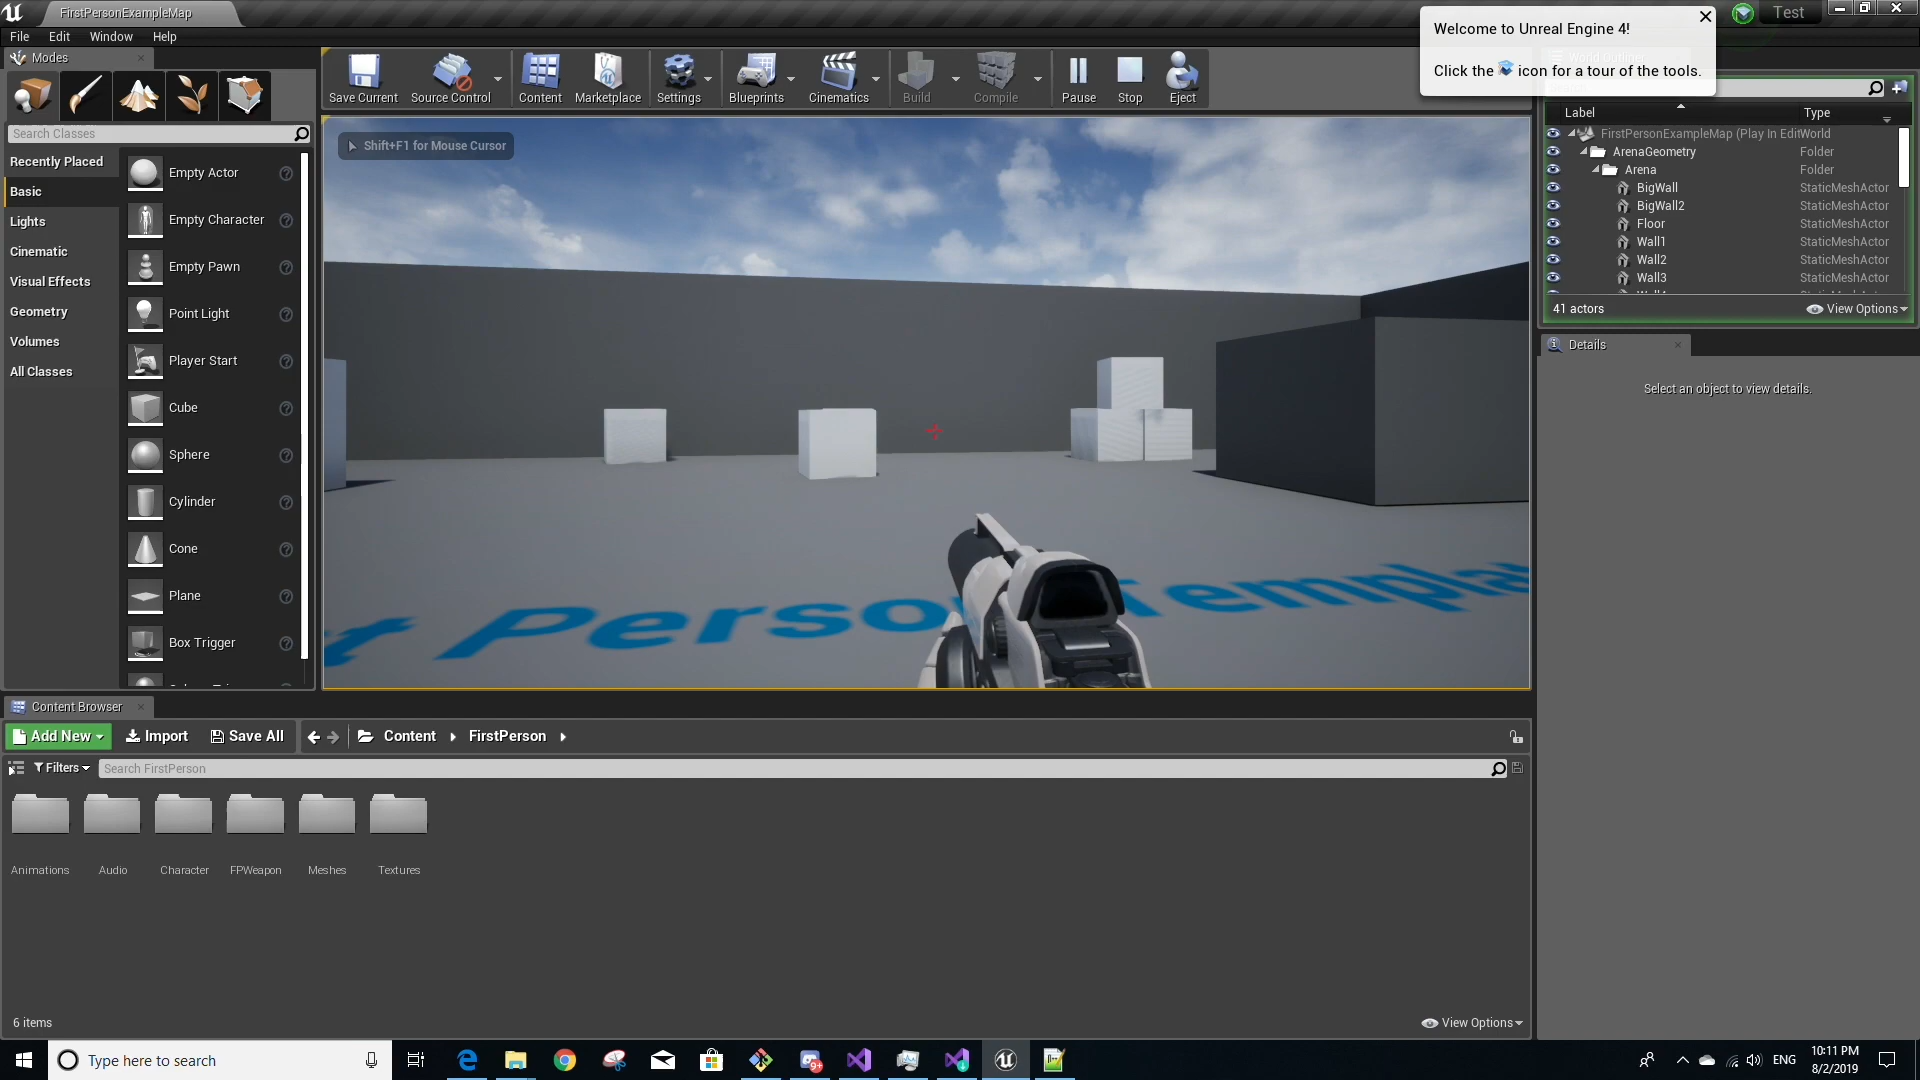 FirstPersonExampleMap
Test
File Edit Window Help
Welcome to Unreal Engine 4!
Click the icon for a tour of the tools.
Modes
Save Current
Source Control
Content
Marketplace
Settings
Blueprints
Cinematics
Build
Compile
Pause
Stop
Eject
Search Classes
Recently Placed
Basic
Lights
Cinematic
Visual Effects
Geometry
Volumes
All Classes
Empty Actor
Empty Character
Empty Pawn
Point Light
Player Start
Cube
Sphere
Cylinder
Cone
Plane
Box Trigger
Shift+F1 for Mouse Cursor
Label Type
FirstPersonExampleMap (Play In Edit World
ArenaGeometry Folder
Arena Folder
BigWall StaticMeshActor
BigWall2 StaticMeshActor
Floor StaticMeshActor
Wall1 StaticMeshActor
Wall2 StaticMeshActor
Wall3 StaticMeshActor
41 actors
View Options
Details
Select an object to view details.
Content Browser
Add New Import Save All Content FirstPerson
Filters Search FirstPerson
Animations Audio Character FPWeapon Meshes Textures
6 items
View Options
Type here to search
9+
ENG
10:11 PM
8/2/2019